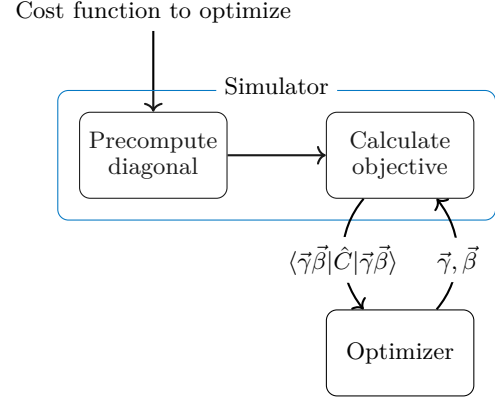 Cost function to optimize
Simulator
Precompute
diagonal
Calculate
objective
⟨γ⃗β⃗|Ĉ|γ⃗β⃗⟩
γ⃗, β⃗
Optimizer